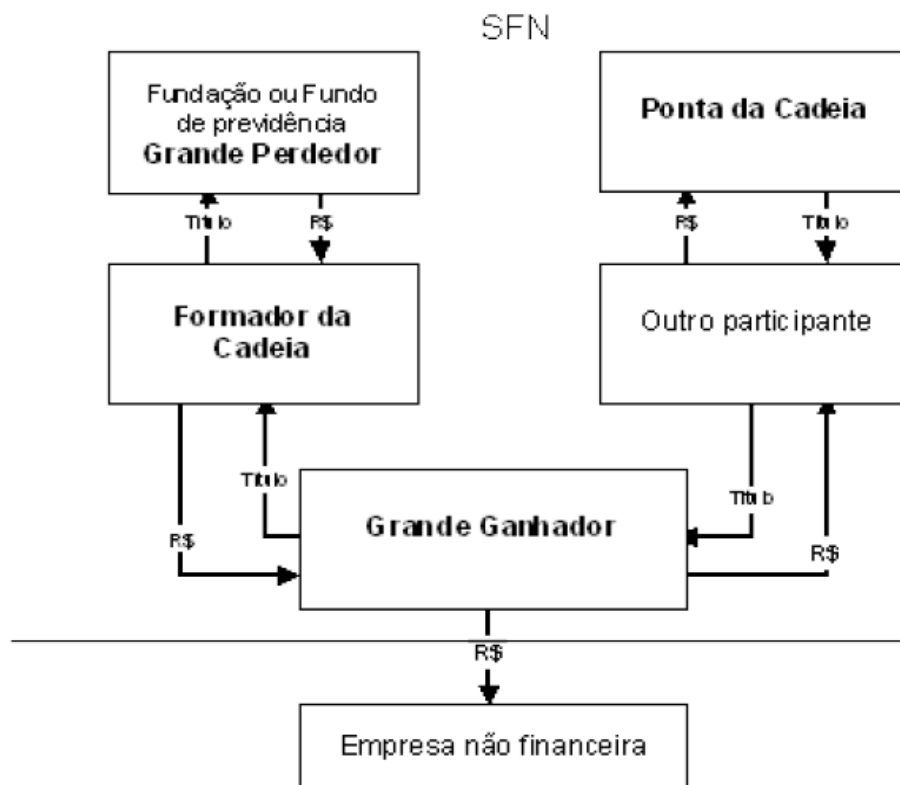 SFN
Fundação ou Fundo
de previdência
Grande Perdedor
Ponta da Cadeia
Título
R$
R$
Título
Formador da
Cadeia
Outro participante
Título
R$
Grande Ganhador
Título
R$
R$
Empresa não financeira